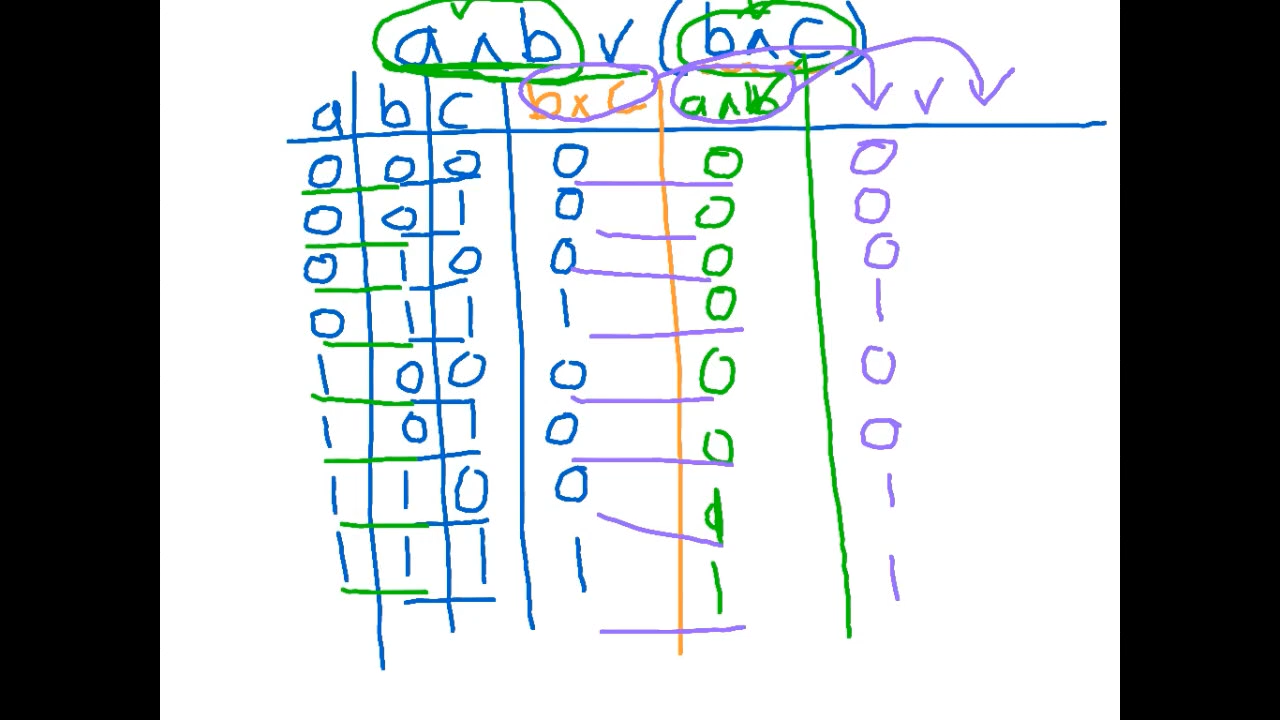 a ∧ b ∨ (b ∧ c)
a b c b x c a ∧ b ↓ ∨ ↓
0 0 0 0 0 0
0 0 1 0 0 0
0 1 0 0 0 0
0 1 1 1 0 1
1 0 0 0 0 0
1 0 1 0 0 0
1 1 0 0 1 1
1 1 1 1 1 1